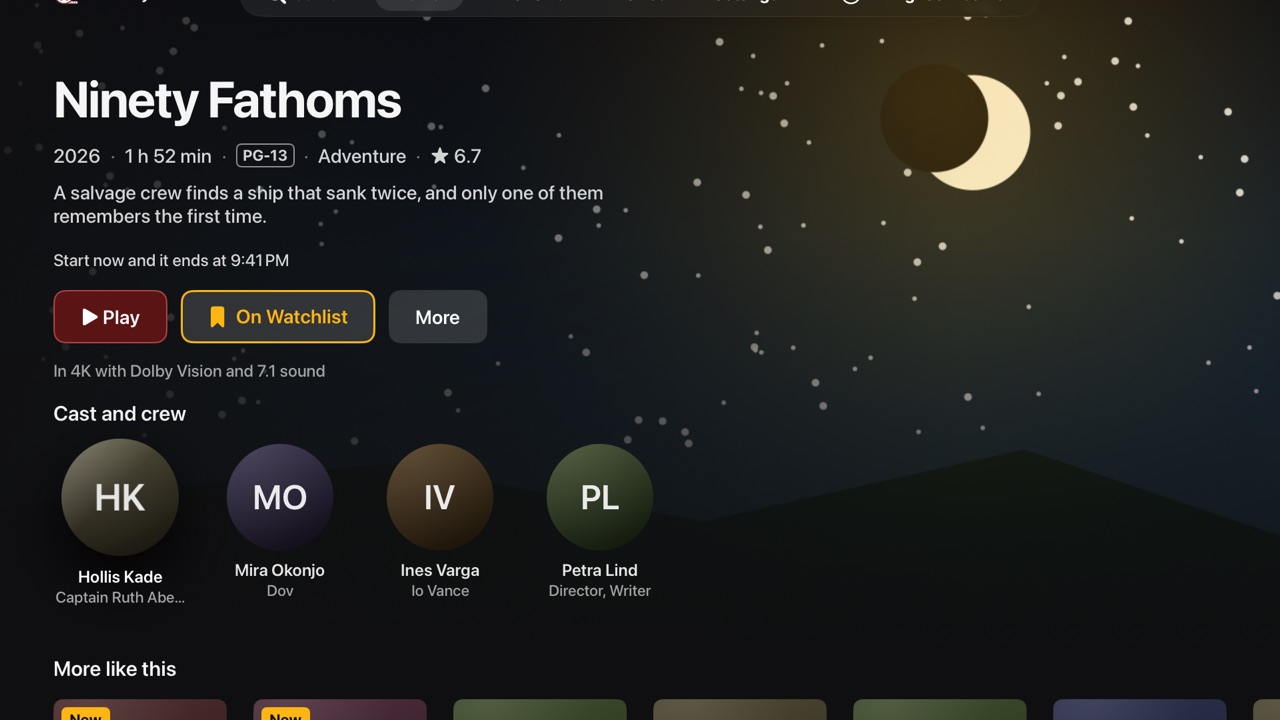 Ninety Fathoms
2026 · 1 h 52 min · PG-13 · Adventure · ★ 6.7
A salvage crew finds a ship that sank twice, and only one of them
remembers the first time.
Start now and it ends at 9:41 PM
Play
On Watchlist
More
In 4K with Dolby Vision and 7.1 sound
Cast and crew
HK
MO
IV
PL
Hollis Kade
Captain Ruth Abe...
Mira Okonjo
Dov
Ines Varga
Io Vance
Petra Lind
Director, Writer
More like this
New
New